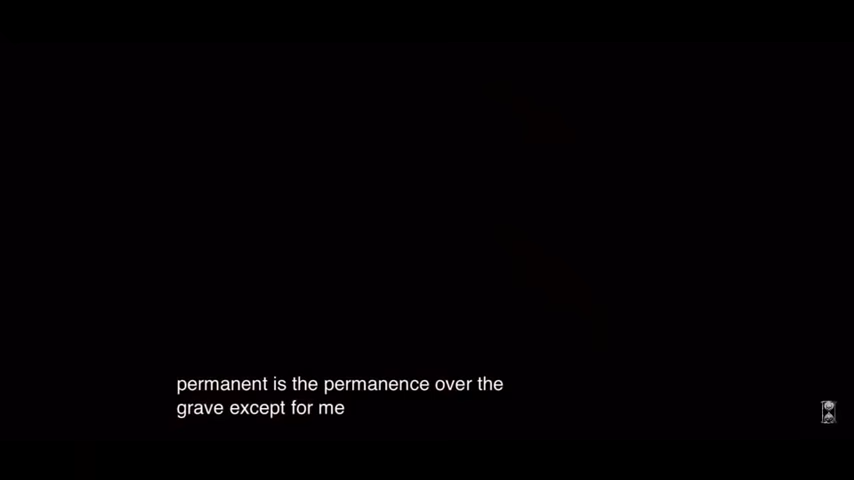 permanent is the permanence over the
grave except for me